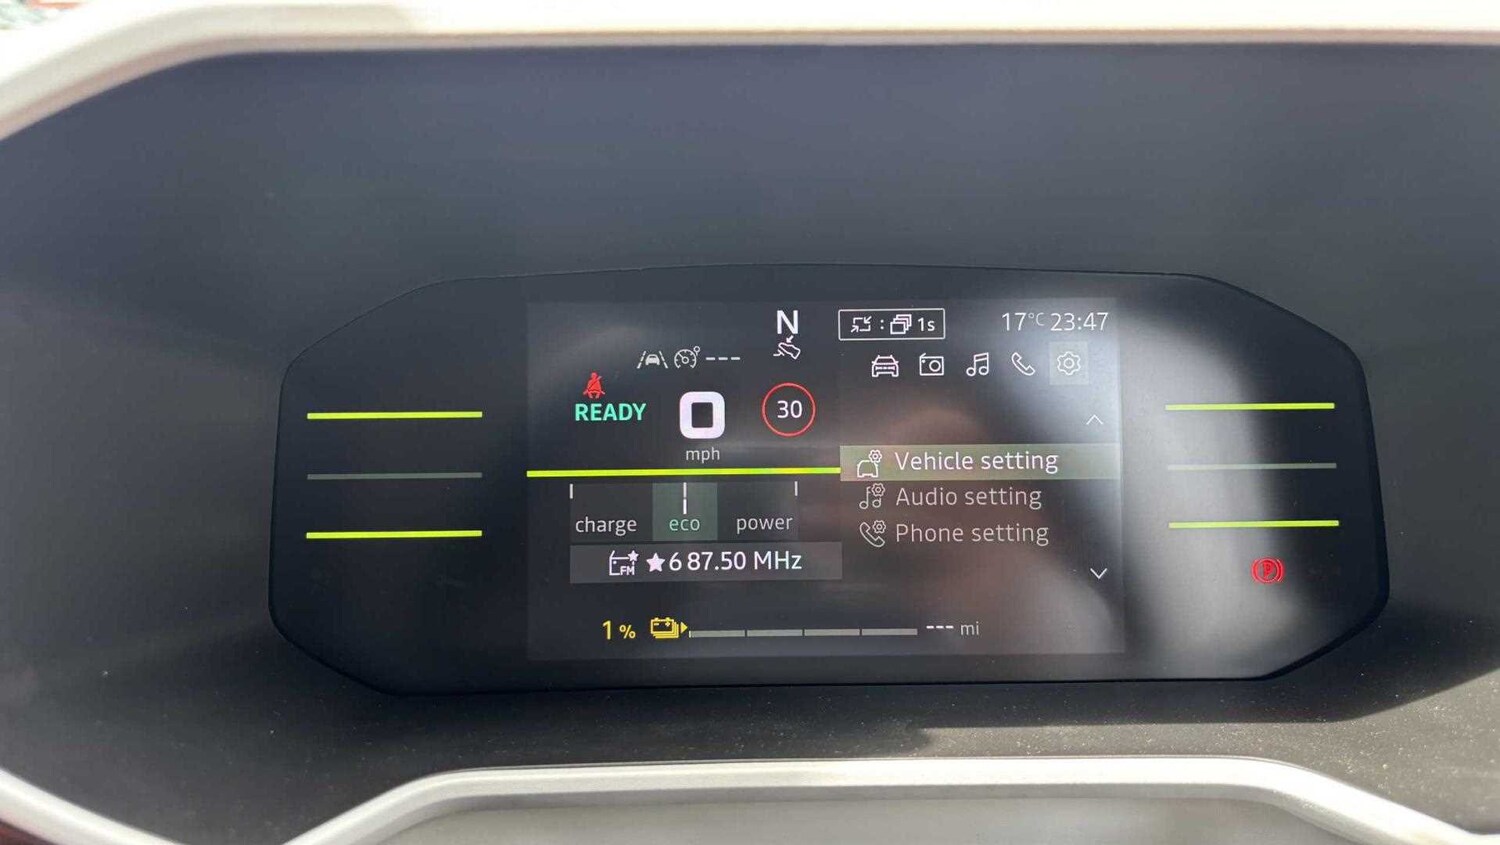 N
1s
17°C 23:47
---
READY
0
30
mph
Vehicle setting
charge eco power
Audio setting
Phone setting
FM ★6 87.50 MHz
P
1 % --- mi